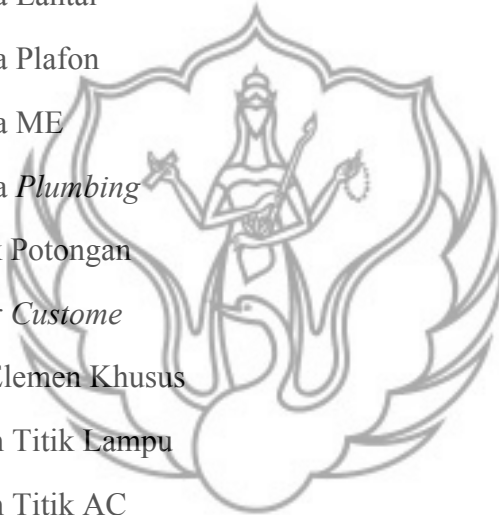 a Lantai
a Plafon
a ME
a Plumbing
Potongan
Custome
Elemen Khusus
n Titik Lampu
n Titik AC